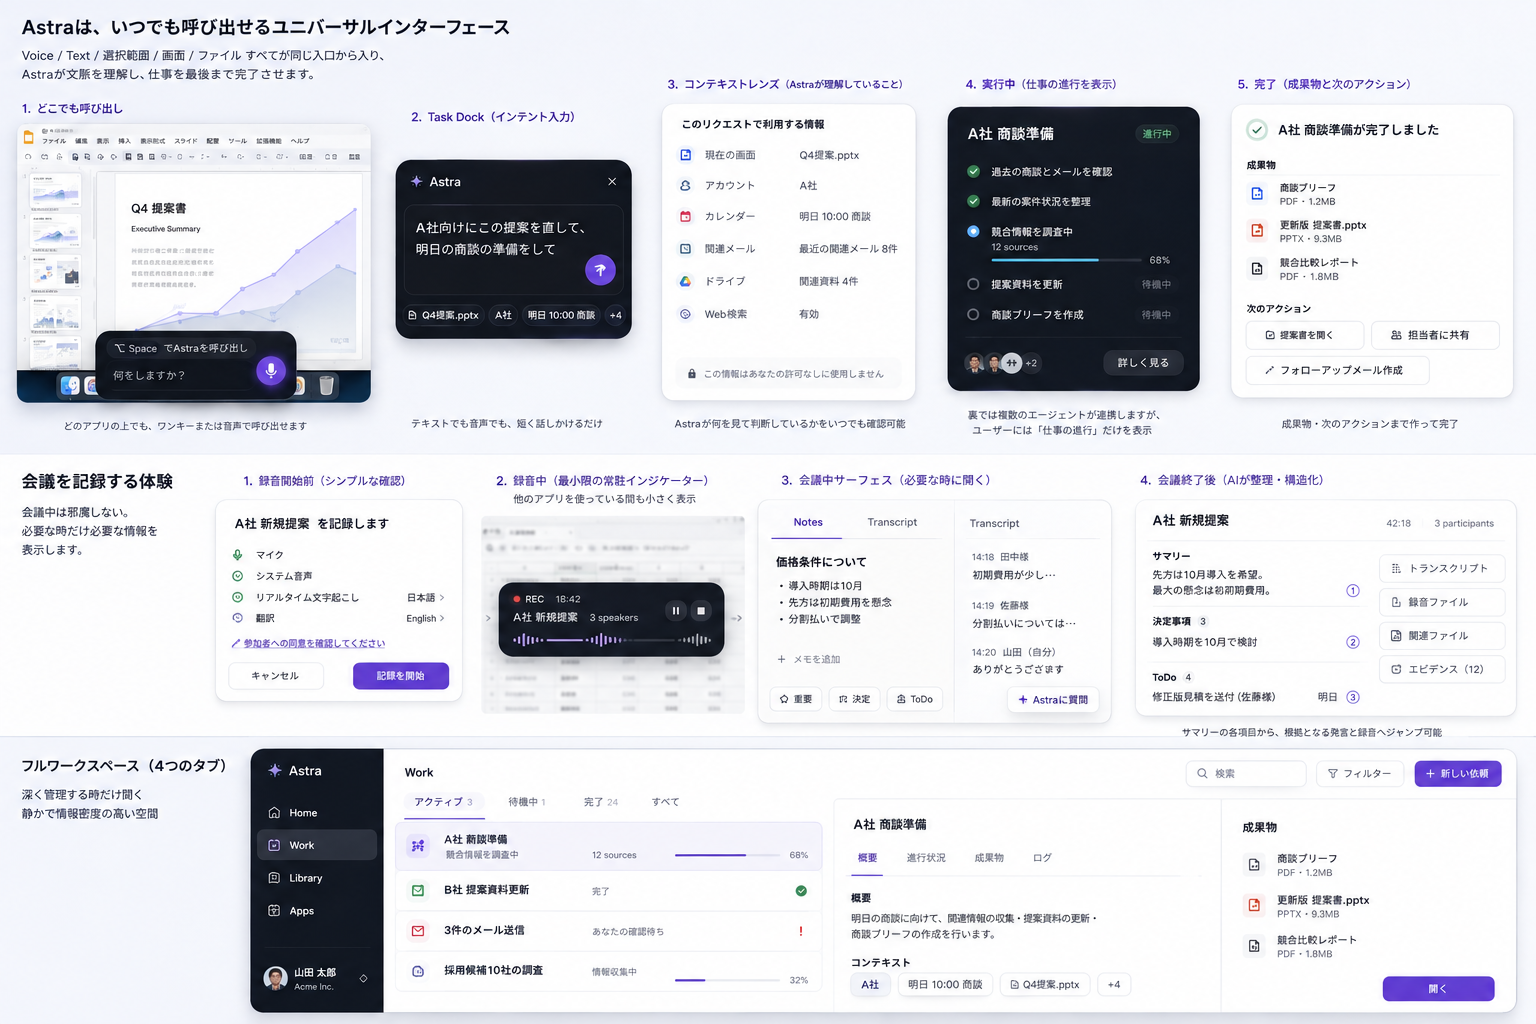 Astraは、いつでも呼び出せるユニバーサルインターフェース
Voice / Text / 選択範囲 / 画面 / ファイル すべてが同じ入口から入り、
Astraが文脈を理解し、仕事を最後まで完了させます。
1. どこでも呼び出し
ファイル 編集 表示 挿入 表示形式 スライド 配置 ツール 拡張機能 ヘルプ
Q4 提案書
Executive Summary
⌥ Space でAstraを呼び出し
何をしますか？
どのアプリの上でも、ワンキーまたは音声で呼び出せます
2. Task Dock（インテント入力）
Astra
A社向けにこの提案を直して、
明日の商談の準備をして
Q4提案.pptx A社 明日 10:00 商談 +4
テキストでも音声でも、短く話しかけるだけ
3. コンテキストレンズ（Astraが理解していること）
このリクエストで利用する情報
現在の画面 Q4提案.pptx
アカウント A社
カレンダー 明日 10:00 商談
関連メール 最近の関連メール 8件
ドライブ 関連資料 4件
Web検索 有効
この情報はあなたの許可なしに使用しません
Astraが何を見て判断しているかをいつでも確認可能
4. 実行中（仕事の進行を表示）
A社 商談準備 進行中
過去の商談とメールを確認
最新の案件状況を整理
競合情報を調査中
12 sources
68%
提案資料を更新 待機中
商談ブリーフを作成 待機中
+2 詳しく見る
裏では複数のエージェントが連携しますが、
ユーザーには「仕事の進行」だけを表示
5. 完了（成果物と次のアクション）
A社 商談準備が完了しました
成果物
商談ブリーフ
PDF・1.2MB
更新版 提案書.pptx
PPTX・9.3MB
競合比較レポート
PDF・1.8MB
次のアクション
提案書を開く 担当者に共有
フォローアップメール作成
成果物・次のアクションまで作って完了
会議を記録する体験
会議中は邪魔しない。
必要な時だけ必要な情報を
表示します。
1. 録音開始前（シンプルな確認）
A社 新規提案 を記録します
マイク
システム音声
リアルタイム文字起こし 日本語 >
翻訳 English >
参加者への同意を確認してください
キャンセル 記録を開始
2. 録音中（最小限の常駐インジケーター）
他のアプリを使っている間も小さく表示
REC 18:42
A社 新規提案 3 speakers
3. 会議中サーフェス（必要な時に開く）
Notes Transcript
価格条件について
• 導入時期は10月
• 先方は初期費用を懸念
• 分割払いで調整
+ メモを追加
重要 決定 ToDo
Transcript
14:18 田中様
初期費用が少し…
14:19 佐藤様
分割払いについては…
14:20 山田（自分）
ありがとうござます
Astraに質問
4. 会議終了後（AIが整理・構造化）
A社 新規提案 42:18 3 participants
サマリー
先方は10月導入を希望。
最大の懸念は初期費用。 1
決定事項 3
導入時期を10月で検討 2
ToDo 4
修正版見積を送付 (佐藤様) 明日 3
トランスクリプト
録音ファイル
関連ファイル
エビデンス（12）
サマリーの各項目から、根拠となる発言と録音へジャンプ可能
フルワークスペース（4つのタブ）
深く管理する時だけ開く
静かで情報密度の高い空間
Astra
Home
Work
Library
Apps
山田 太郎
Acme Inc.
Work
検索 フィルター + 新しい依頼
アクティブ 3 待機中 1 完了 24 すべて
A社 商談準備
競合情報を調査中 12 sources 68%
B社 提案資料更新 完了
3件のメール送信 あなたの確認待ち !
採用候補10社の調査 情報収集中 32%
A社 商談準備
概要 進行状況 成果物 ログ
概要
明日の商談に向けて、関連情報の収集・提案資料の更新・
商談ブリーフの作成を行います。
コンテキスト
A社 明日 10:00 商談 Q4提案.pptx +4
成果物
商談ブリーフ
PDF・1.2MB
更新版 提案書.pptx
PPTX・9.3MB
競合比較レポート
PDF・1.8MB
開く